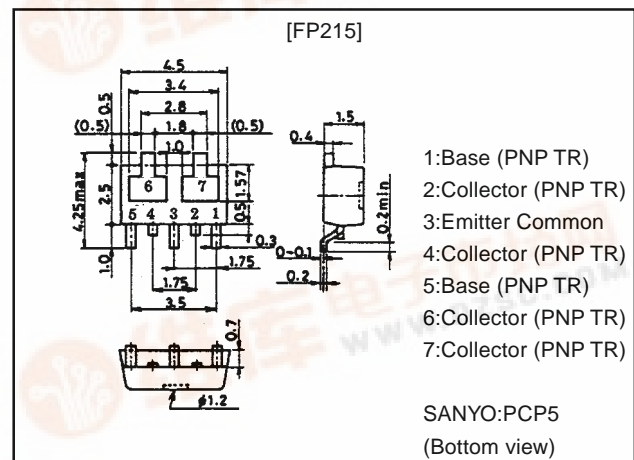 [FP215]
4.5
3.4
2.8
(0.5) 1.8 (0.5)
1.0
0.5
4.25max
2.5
1.0
6 7
1.57
0.5
5 4 3 2 1
0.3
1.75
1.75
3.5
1.5
0.4
0.2min
0~0.1
0.2
0.7
φ1.2
1:Base (PNP TR)
2:Collector (PNP TR)
3:Emitter Common
4:Collector (PNP TR)
5:Base (PNP TR)
6:Collector (PNP TR)
7:Collector (PNP TR)
SANYO:PCP5
(Bottom view)